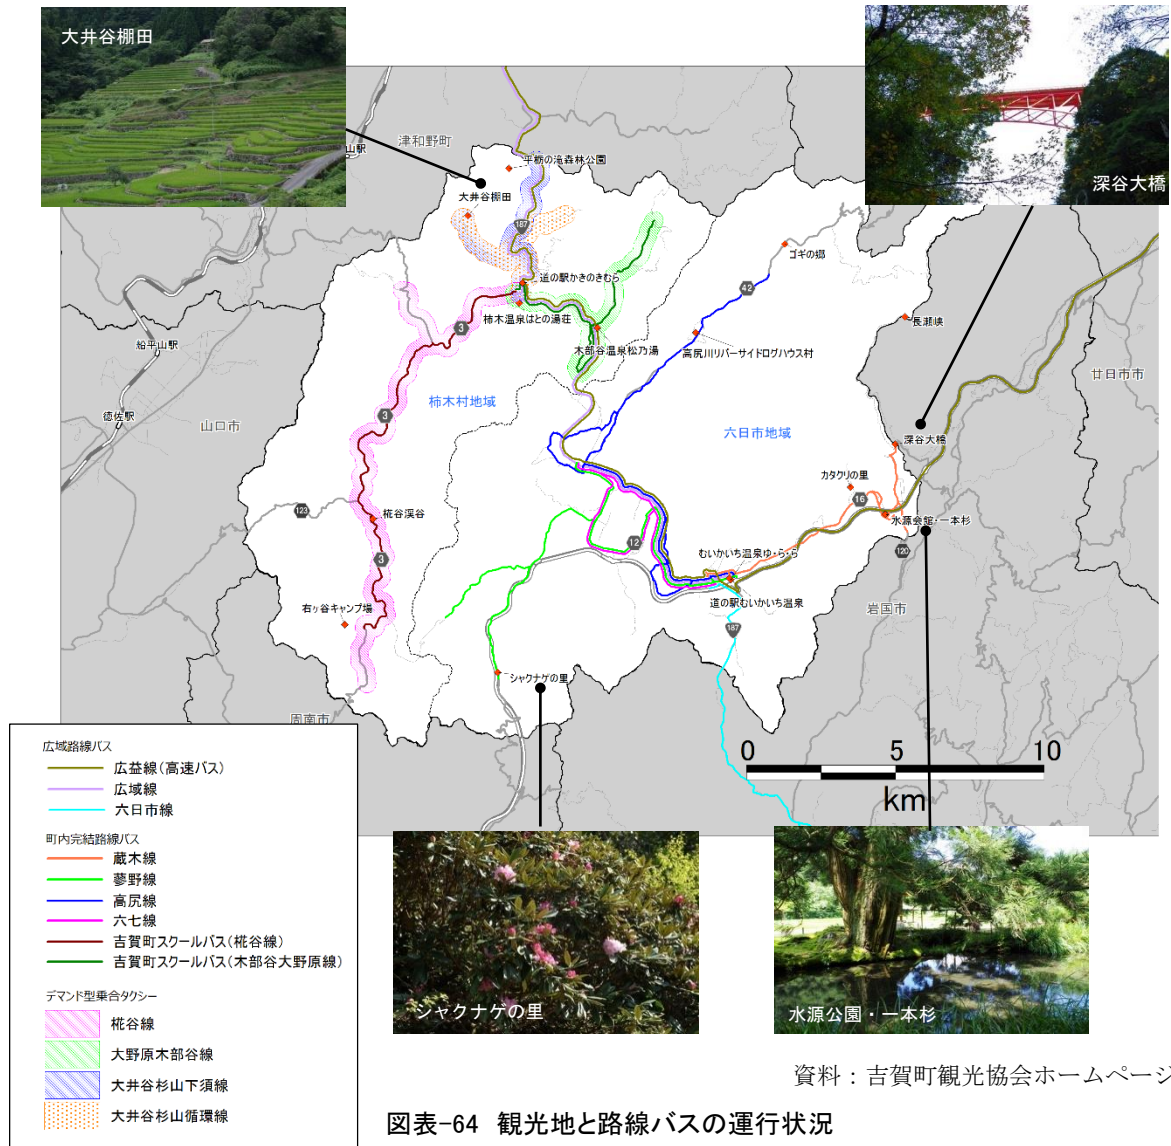 大井谷棚田
深谷大橋
津和野町
山駅
平栃の滝森林公園
大井谷棚田
187
ゴギの郷
道の駅かきのきむら
42
柿木温泉はとの湯荘
長瀬峡
3
船平山駅
木部谷温泉松乃湯
高尻川リバーサイドログハウス村
廿日市市
徳佐駅
柿木村地域
3
山口市
六日市地域
深谷大橋
カタクリの里
16
123
椛谷渓谷
水源会館・一本杉
12
120
むいかいち温泉ゆ・ら・ら
3
道の駅むいかいち温泉
岩国市
右ヶ谷キャンプ場
187
シャクナゲの里
周南市
0 5 10
km
広域路線バス
広益線(高速バス)
広域線
六日市線
町内完結路線バス
蔵木線
蓼野線
高尻線
六七線
吉賀町スクールバス(椛谷線)
吉賀町スクールバス(木部谷大野原線)
デマンド型乗合タクシー
椛谷線
大野原木部谷線
大井谷杉山下須線
大井谷杉山循環線
シャクナゲの里
水源公園・一本杉
資料：吉賀町観光協会ホームページ
図表-64 観光地と路線バスの運行状況